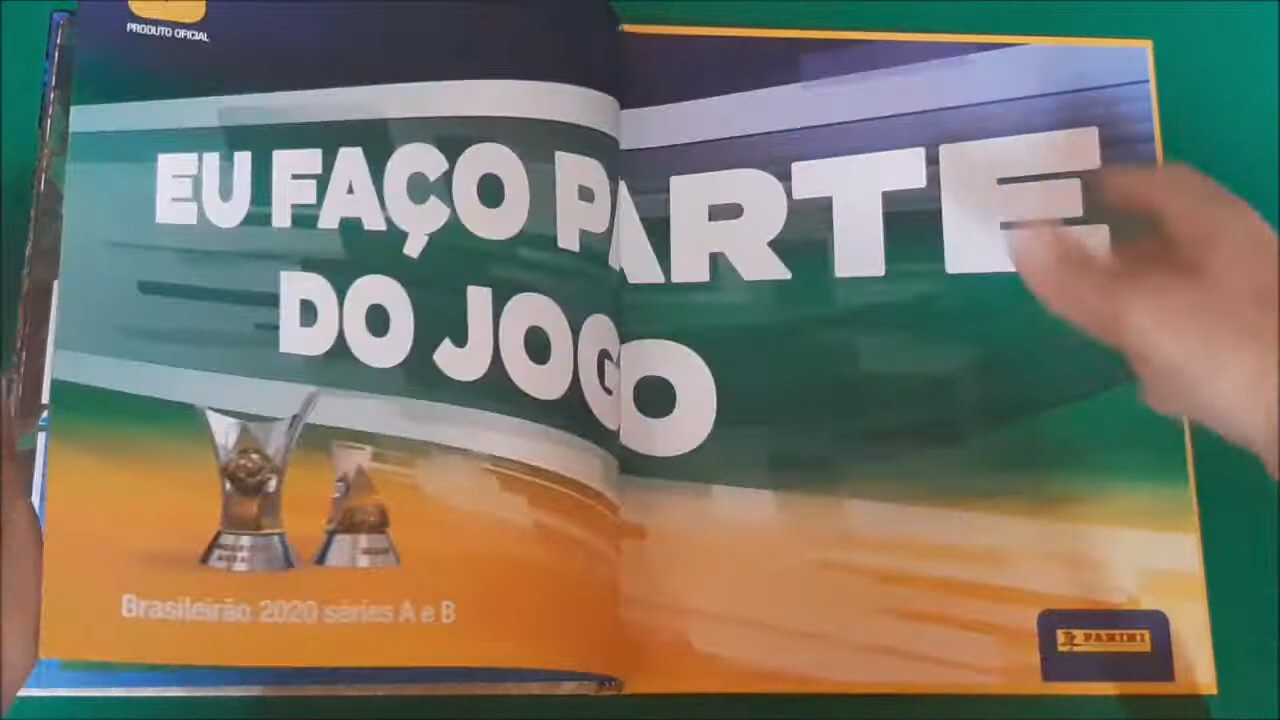 PRODUTO OFICIAL
EU FAÇO PARTE
DO JOGO
Brasileirão 2020 séries A e B
PANINI